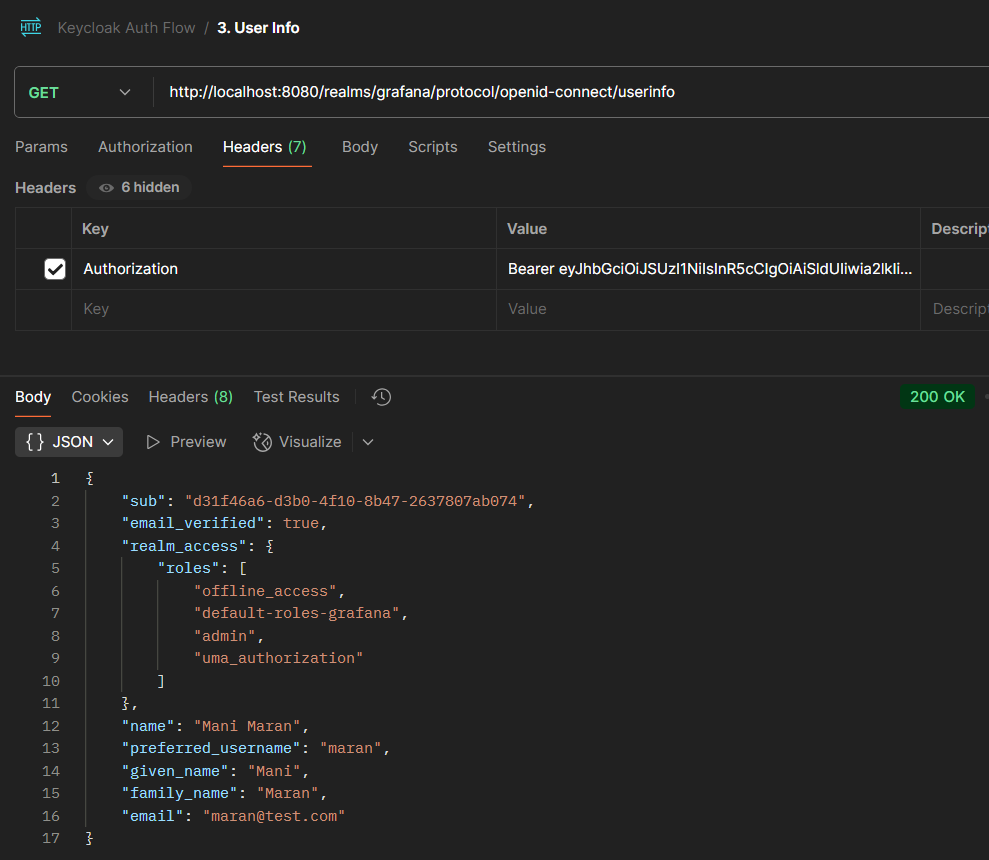 HTTP Keycloak Auth Flow / 3. User Info
GET http://localhost:8080/realms/grafana/protocol/openid-connect/userinfo
Params Authorization Headers (7) Body Scripts Settings
Headers 6 hidden
Key Value Descrip
Authorization Bearer eyJhbGciOiJSUzI1NiIsInR5cCIgOiAiSldUIiwia2lkIi...
Key Value Descrip
Body Cookies Headers (8) Test Results 200 OK
{} JSON Preview Visualize
1 {
2 "sub": "d31f46a6-d3b0-4f10-8b47-2637807ab074",
3 "email_verified": true,
4 "realm_access": {
5 "roles": [
6 "offline_access",
7 "default-roles-grafana",
8 "admin",
9 "uma_authorization"
10 ]
11 },
12 "name": "Mani Maran",
13 "preferred_username": "maran",
14 "given_name": "Mani",
15 "family_name": "Maran",
16 "email": "maran@test.com"
17 }